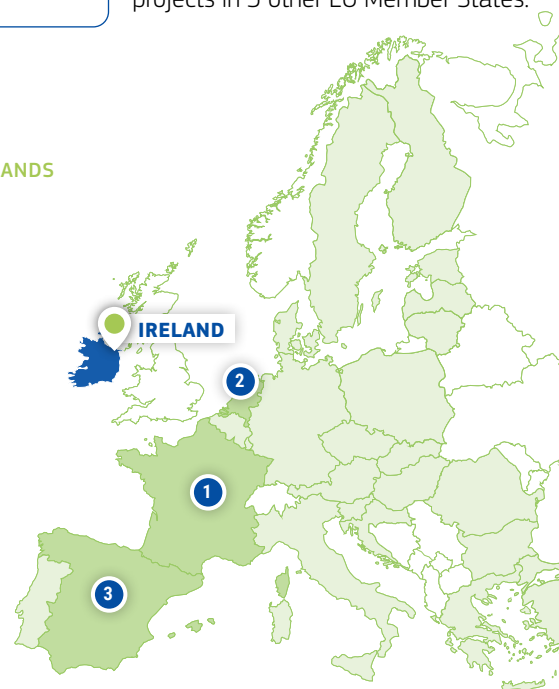 projects in 3 other EU Member States.
ANDS
IRELAND
2
1
3